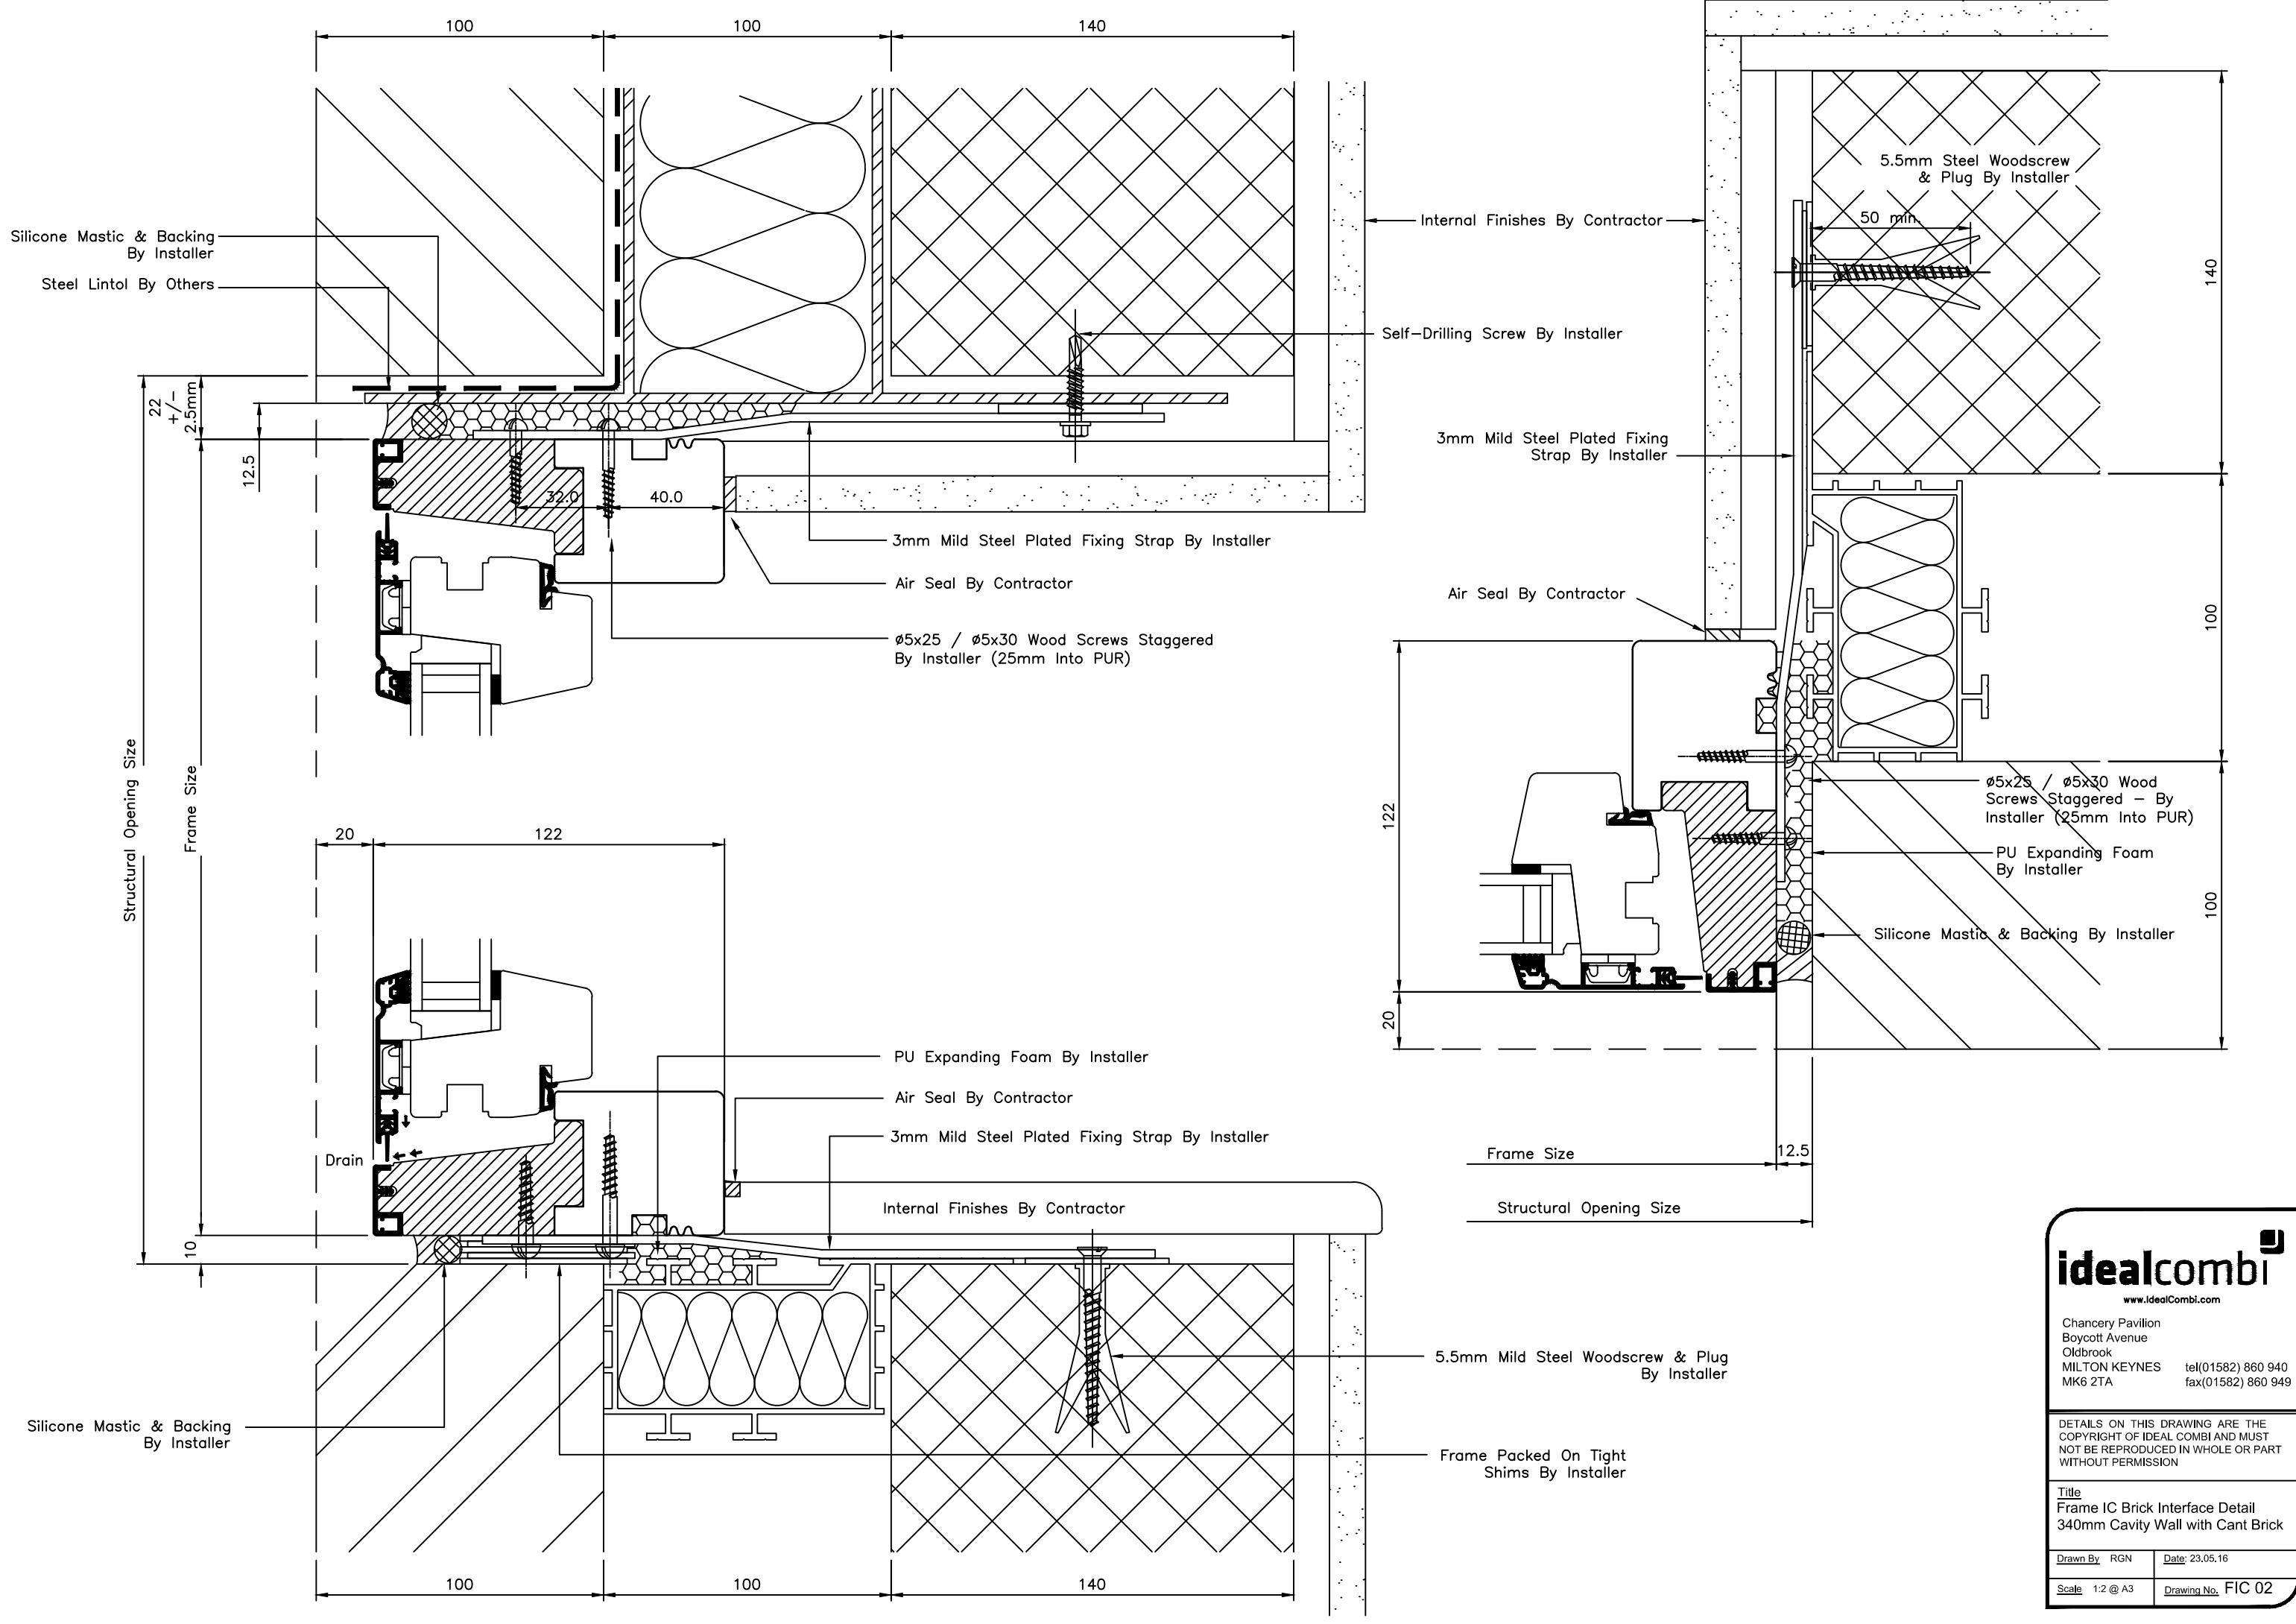 100
100
140
Silicone Mastic & Backing
By Installer
Steel Lintol By Others
22
+/-
2.5mm
12.5
Structural Opening Size
Frame Size
32.0
40.0
Internal Finishes By Contractor
Self-Drilling Screw By Installer
3mm Mild Steel Plated Fixing Strap By Installer
Air Seal By Contractor
ø5x25 / ø5x30 Wood Screws Staggered
By Installer (25mm Into PUR)
5.5mm Steel Woodscrew
& Plug By Installer
50 min.
140
3mm Mild Steel Plated Fixing
Strap By Installer
100
Air Seal By Contractor
122
20
ø5x25 / ø5x30 Wood
Screws Staggered – By
Installer (25mm Into PUR)
PU Expanding Foam
By Installer
100
Silicone Mastic & Backing By Installer
Frame Size
12.5
Structural Opening Size
20
122
Drain
10
PU Expanding Foam By Installer
Air Seal By Contractor
3mm Mild Steel Plated Fixing Strap By Installer
Internal Finishes By Contractor
5.5mm Mild Steel Woodscrew & Plug
By Installer
Frame Packed On Tight
Shims By Installer
Silicone Mastic & Backing
By Installer
100
100
140
idealcombi
www.IdealCombi.com
Chancery Pavilion
Boycott Avenue
Oldbrook
MILTON KEYNES tel(01582) 860 940
MK6 2TA fax(01582) 860 949
DETAILS ON THIS DRAWING ARE THE
COPYRIGHT OF IDEAL COMBI AND MUST
NOT BE REPRODUCED IN WHOLE OR PART
WITHOUT PERMISSION
Title
Frame IC Brick Interface Detail
340mm Cavity Wall with Cant Brick
Drawn By RGN Date: 23.05.16
Scale 1:2 @ A3 Drawing No. FIC 02